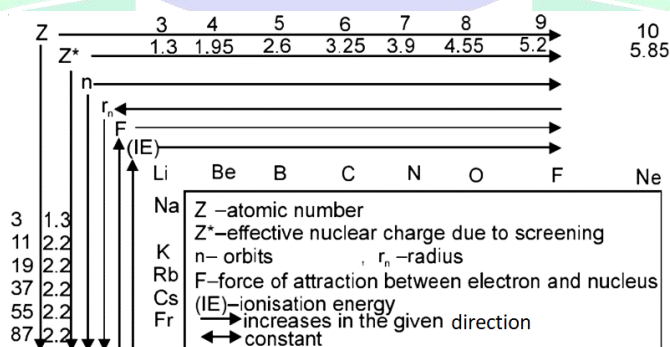 Z 3 4 5 6 7 8 9 10
Z* 1.3 1.95 2.6 3.25 3.9 4.55 5.2 5.85
n
rn
F
(IE)
Li Be B C N O F Ne
Na Z –atomic number
Z*–effective nuclear charge due to screening
K n– orbits , rn –radius
Rb F–force of attraction between electron and nucleus
Cs (IE)–ionisation energy
Fr increases in the given direction
constant
3 1.3
11 2.2
19 2.2
37 2.2
55 2.2
87 2.2